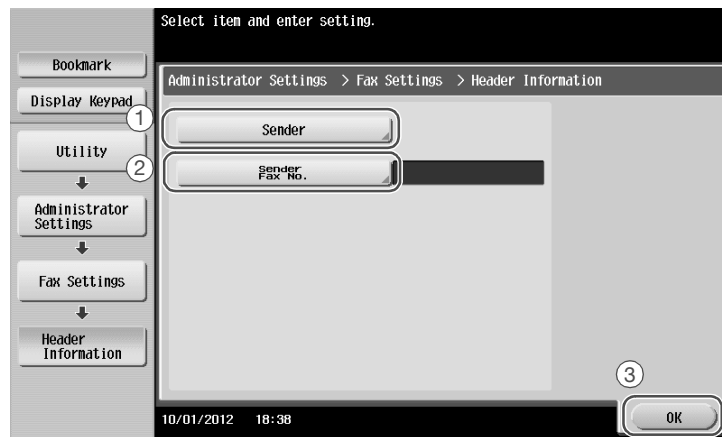 Select item and enter setting.
Bookmark
Display Keypad
Administrator Settings > Fax Settings > Header Information
1
Sender
Utility
2
Sender
Fax No.
Administrator
Settings
Fax Settings
Header
Information
3
10/01/2012 18:38
OK